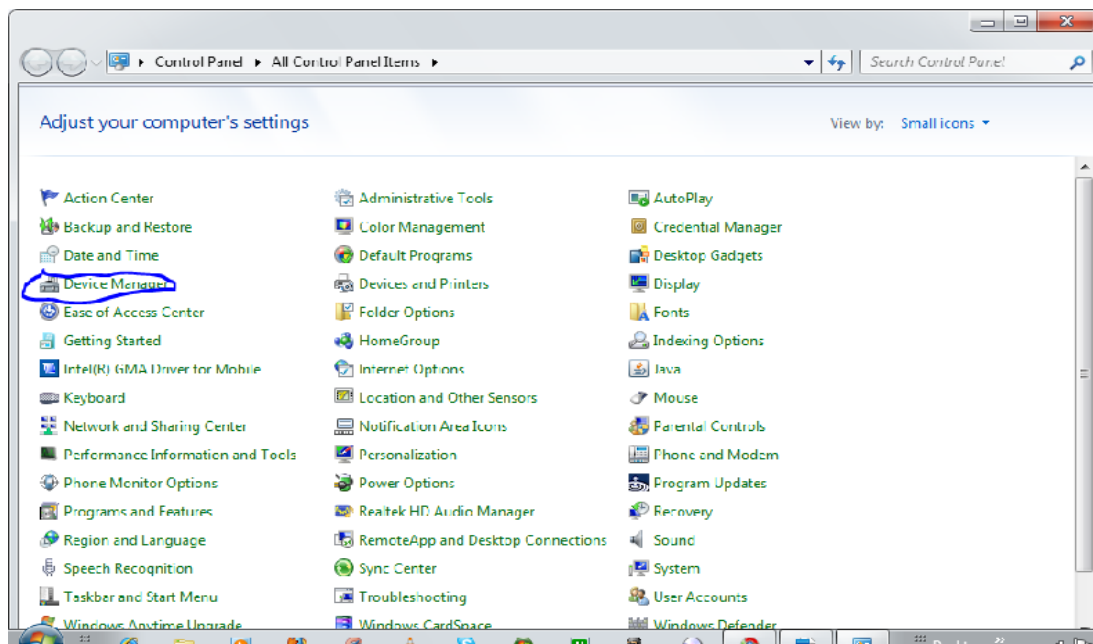 Control Panel All Control Panel Items
Search Control Panel
Adjust your computer's settings
View by: Small icons
Action Center
Administrative Tools
AutoPlay
Backup and Restore
Color Management
Credential Manager
Date and Time
Default Programs
Desktop Gadgets
Device Manager
Devices and Printers
Display
Ease of Access Center
Folder Options
Fonts
Getting Started
HomeGroup
Indexing Options
Intel(R) GMA Driver for Mobile
Internet Options
Java
Keyboard
Location and Other Sensors
Mouse
Network and Sharing Center
Notification Area Icons
Parental Controls
Performance Information and Tools
Personalization
Phone and Modem
Phone Monitor Options
Power Options
Program Updates
Programs and Features
Realtek HD Audio Manager
Recovery
Region and Language
RemoteApp and Desktop Connections
Sound
Speech Recognition
Sync Center
System
Taskbar and Start Menu
Troubleshooting
User Accounts
Windows Anytime Upgrade
Windows CardSpace
Windows Defender